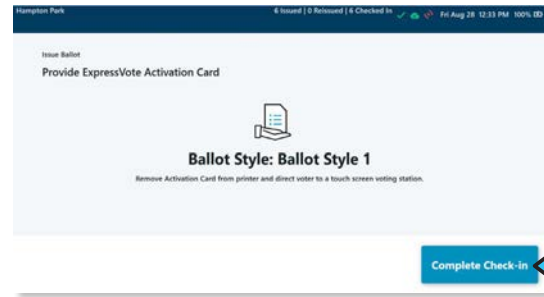 Hampton Park 6 Issued | 0 Reissued | 6 Checked In Fri Aug 28 12:33 PM 100%
Issue Ballot
Provide ExpressVote Activation Card
Ballot Style: Ballot Style 1
Remove Activation Card from printer and direct voter to a touch screen voting station.
Complete Check-in